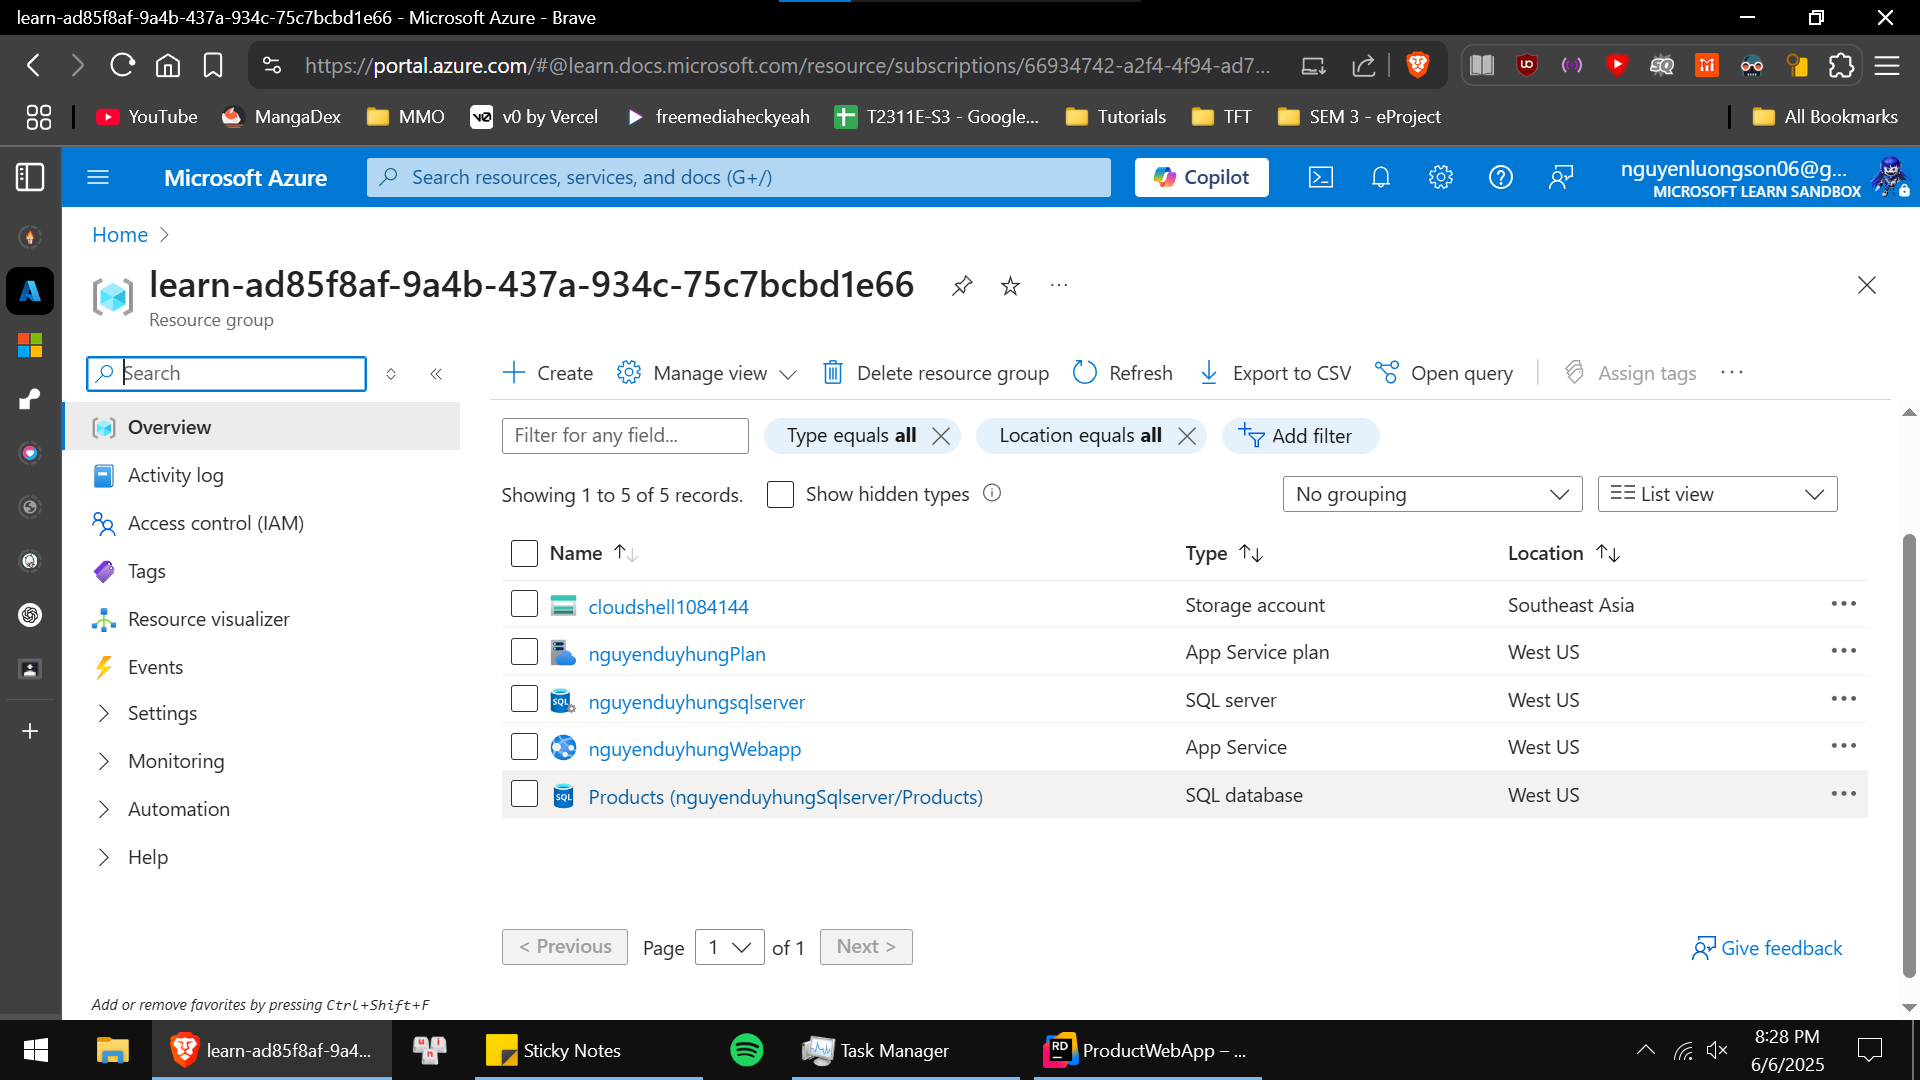 learn-ad85f8af-9a4b-437a-934c-75c7bcbd1e66 - Microsoft Azure - Brave
https://portal.azure.com/#@learn.docs.microsoft.com/resource/subscriptions/66934742-a2f4-4f94-ad7...
YouTube MangaDex MMO v0 by Vercel freemediaheckyeah T2311E-S3 - Google... Tutorials TFT SEM 3 - eProject All Bookmarks
Microsoft Azure Search resources, services, and docs (G+/) Copilot nguyenluongson06@g...
MICROSOFT LEARN SANDBOX
Home
learn-ad85f8af-9a4b-437a-934c-75c7bcbd1e66 ...
Resource group
Search
Create Manage view Delete resource group Refresh Export to CSV Open query Assign tags ...
Overview
Activity log
Access control (IAM)
Tags
Resource visualizer
Events
Settings
Monitoring
Automation
Help
Filter for any field... Type equals all Location equals all Add filter
Showing 1 to 5 of 5 records. Show hidden types No grouping List view
Name Type Location
cloudshell1084144 Storage account Southeast Asia
nguyenduyhungPlan App Service plan West US
nguyenduyhungsqlserver SQL server West US
nguyenduyhungWebapp App Service West US
Products (nguyenduyhungSqlserver/Products) SQL database West US
< Previous Page 1 of 1 Next > Give feedback
Add or remove favorites by pressing Ctrl+Shift+F
learn-ad85f8af-9a4... Sticky Notes Task Manager ProductWebApp – ... 8:28 PM
6/6/2025